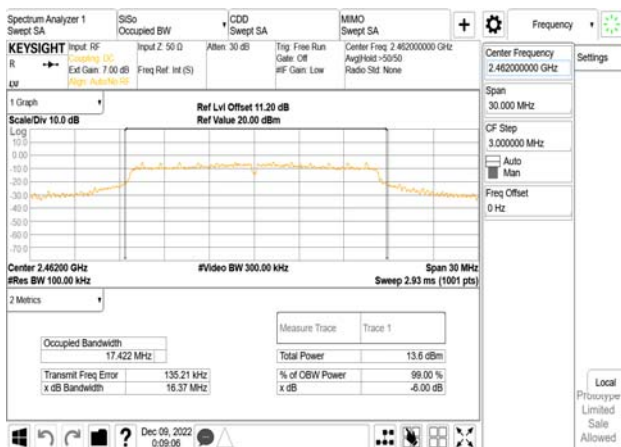 Spectrum Analyzer 1
Swept SA
SiSo
Occupied BW
CDD
Swept SA
MIMO
Swept SA
+
Frequency
KEYSIGHT
R
Input: RF
Coupling: DC
Ext Gain: 7.00 dB
Align: Auto/No RF
Input Z: 50 Ω
Freq Ref: Int (S)
Atten: 30 dB
Trig: Free Run
Gate: Off
#IF Gain: Low
Center Freq: 2.462000000 GHz
Avg|Hold:>50/50
Radio Std: None
Center Frequency
2.462000000 GHz
Settings
Span
30.000 MHz
CF Step
3.000000 MHz
Auto
Man
Freq Offset
0 Hz
1 Graph
Scale/Div 10.0 dB
Ref Lvl Offset 11.20 dB
Ref Value 20.00 dBm
Log
10.0
0.00
-10.0
-20.0
-30.0
-40.0
-50.0
-60.0
-70.0
Center 2.46200 GHz
#Res BW 100.00 kHz
#Video BW 300.00 kHz
Span 30 MHz
Sweep 2.93 ms (1001 pts)
2 Metrics
Measure Trace
Trace 1
Occupied Bandwidth
17.422 MHz
Total Power
13.6 dBm
Transmit Freq Error
135.21 kHz
% of OBW Power
99.00 %
x dB Bandwidth
16.37 MHz
x dB
-6.00 dB
Local
Prototype
Limited
Sale
Allowed
?
Dec 09, 2022
0:09:06